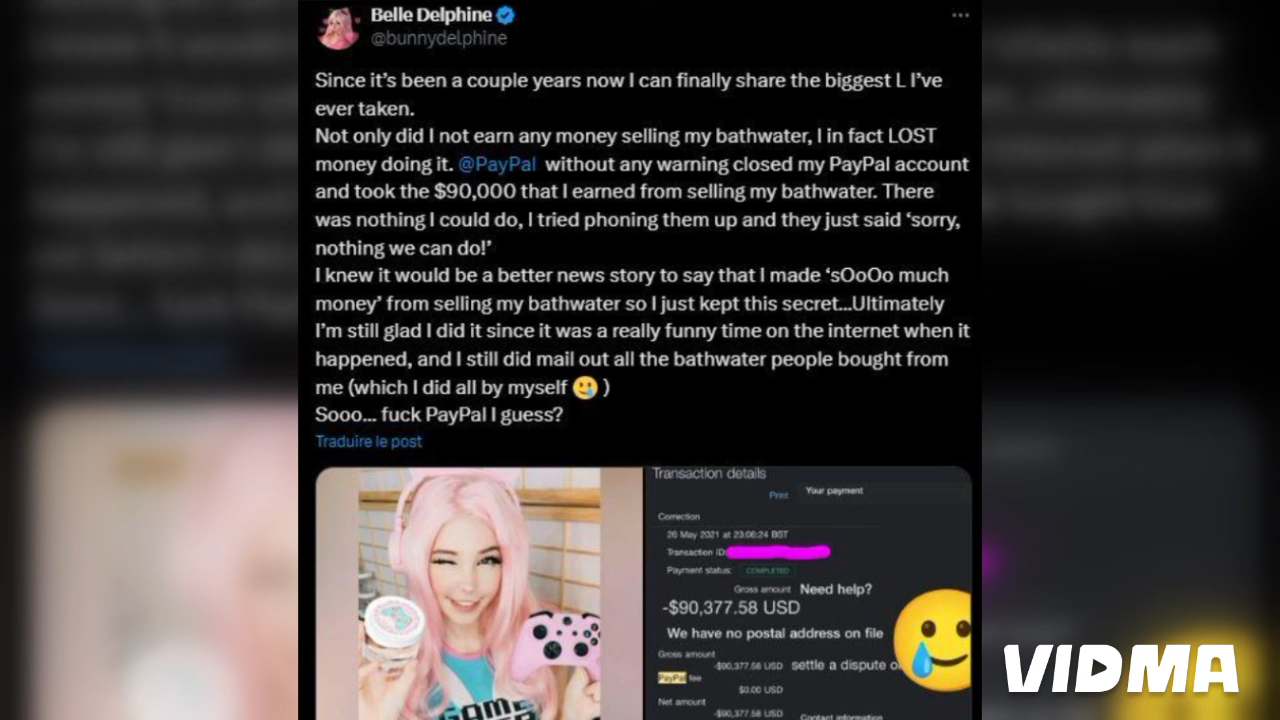 Belle Delphine
@bunnydelphine
Since it’s been a couple years now I can finally share the biggest L I’ve
ever taken.
Not only did I not earn any money selling my bathwater, I in fact LOST
money doing it. @PayPal without any warning closed my PayPal account
and took the $90,000 that I earned from selling my bathwater. There
was nothing I could do, I tried phoning them up and they just said ‘sorry,
nothing we can do!’
I knew it would be a better news story to say that I made ‘sOoOo much
money’ from selling my bathwater so I just kept this secret...Ultimately
I’m still glad I did it since it was a really funny time on the internet when it
happened, and I still did mail out all the bathwater people bought from
me (which I did all by myself 🥲 )
Sooo... fuck PayPal I guess?
Traduire le post
Transaction details
Print
Your payment
Correction
26 May 2021 at 23:06:24 BST
Transaction ID:
Payment status: COMPLETED
Gross amount
Need help?
-$90,377.58 USD
We have no postal address on file
Gross amount
-$90,377.58 USD
settle a dispute o
PayPal fee
$0.00 USD
Net amount
-$90,377.58 USD
Contact information
GAME
VIDMA